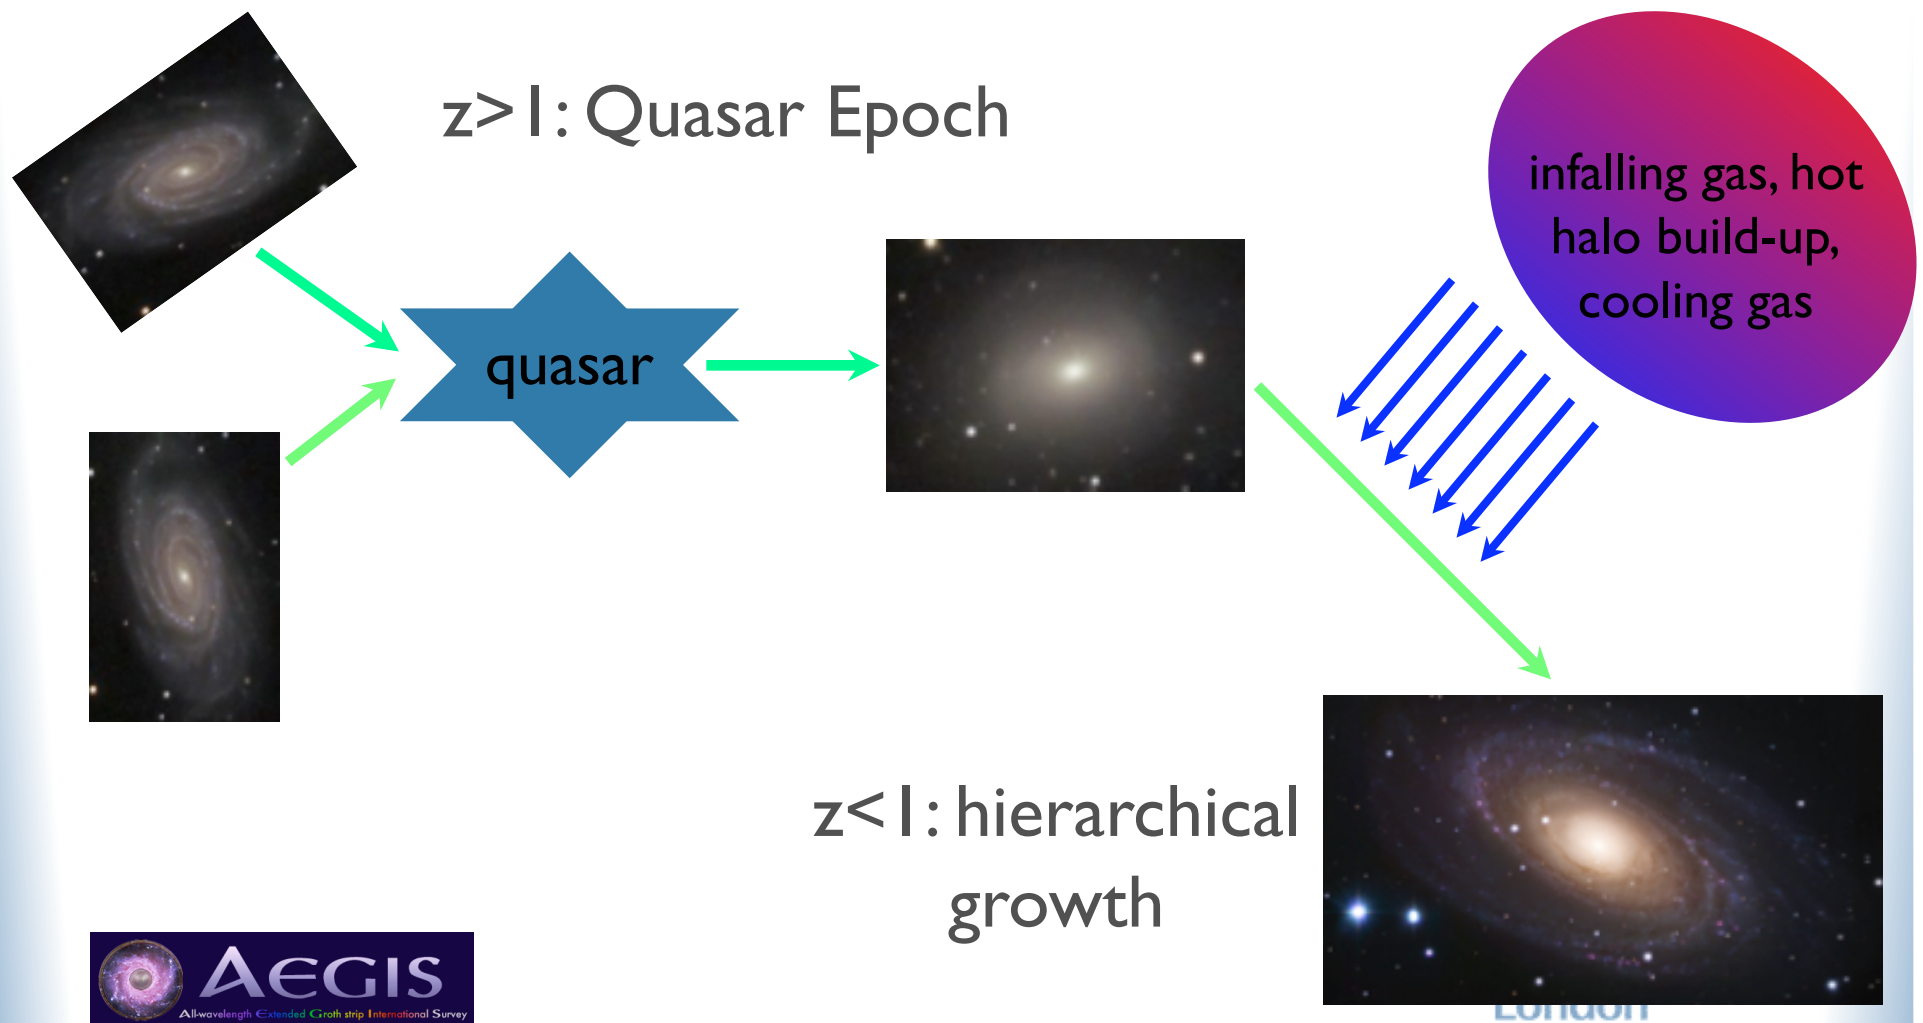 z>1: Quasar Epoch
infalling gas, hot
halo build-up,
cooling gas
quasar
z<1: hierarchical
growth
AEGIS
All-wavelength Extended Groth strip International Survey
London